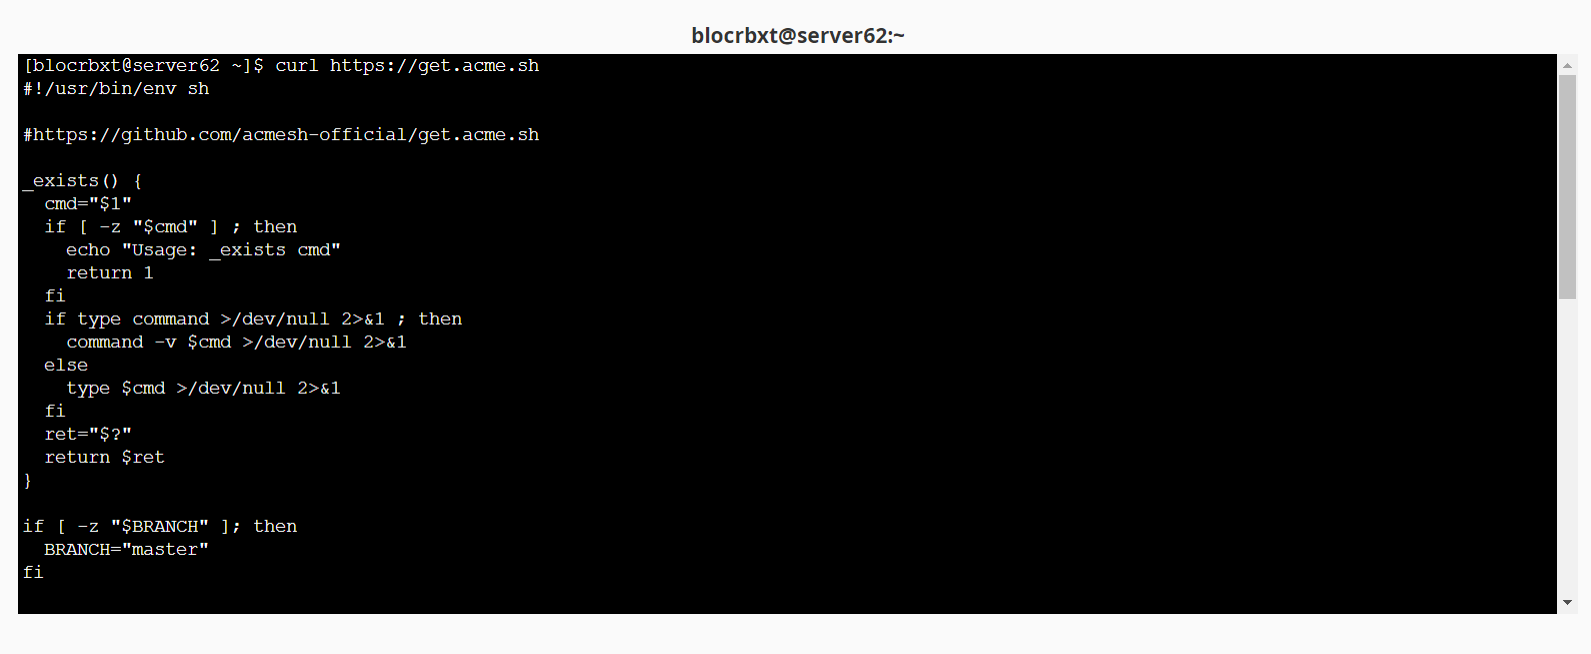 blocrbxt@server62:~
[blocrbxt@server62 ~]$ curl https://get.acme.sh
#!/usr/bin/env sh
#https://github.com/acmesh-official/get.acme.sh
_exists() {
  cmd="$1"
  if [ -z "$cmd" ] ; then
    echo "Usage: _exists cmd"
    return 1
  fi
  if type command >/dev/null 2>&1 ; then
    command -v $cmd >/dev/null 2>&1
  else
    type $cmd >/dev/null 2>&1
  fi
  ret="$?"
  return $ret
}
if [ -z "$BRANCH" ]; then
  BRANCH="master"
fi